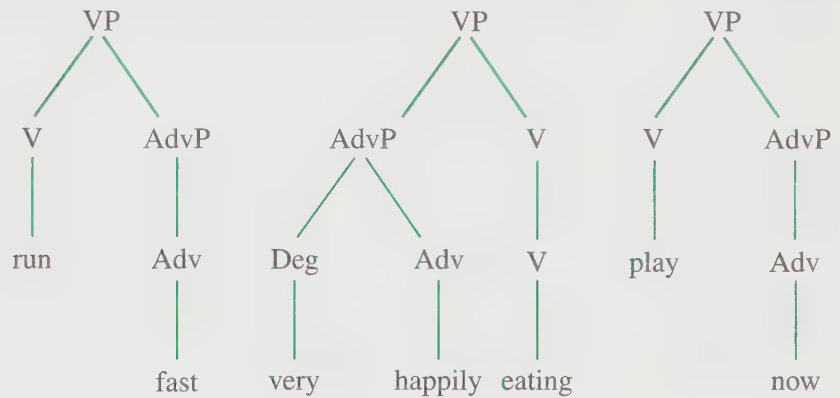 VP VP VP
V AdvP AdvP V V AdvP
run Adv Deg Adv V play Adv
fast very happily eating now